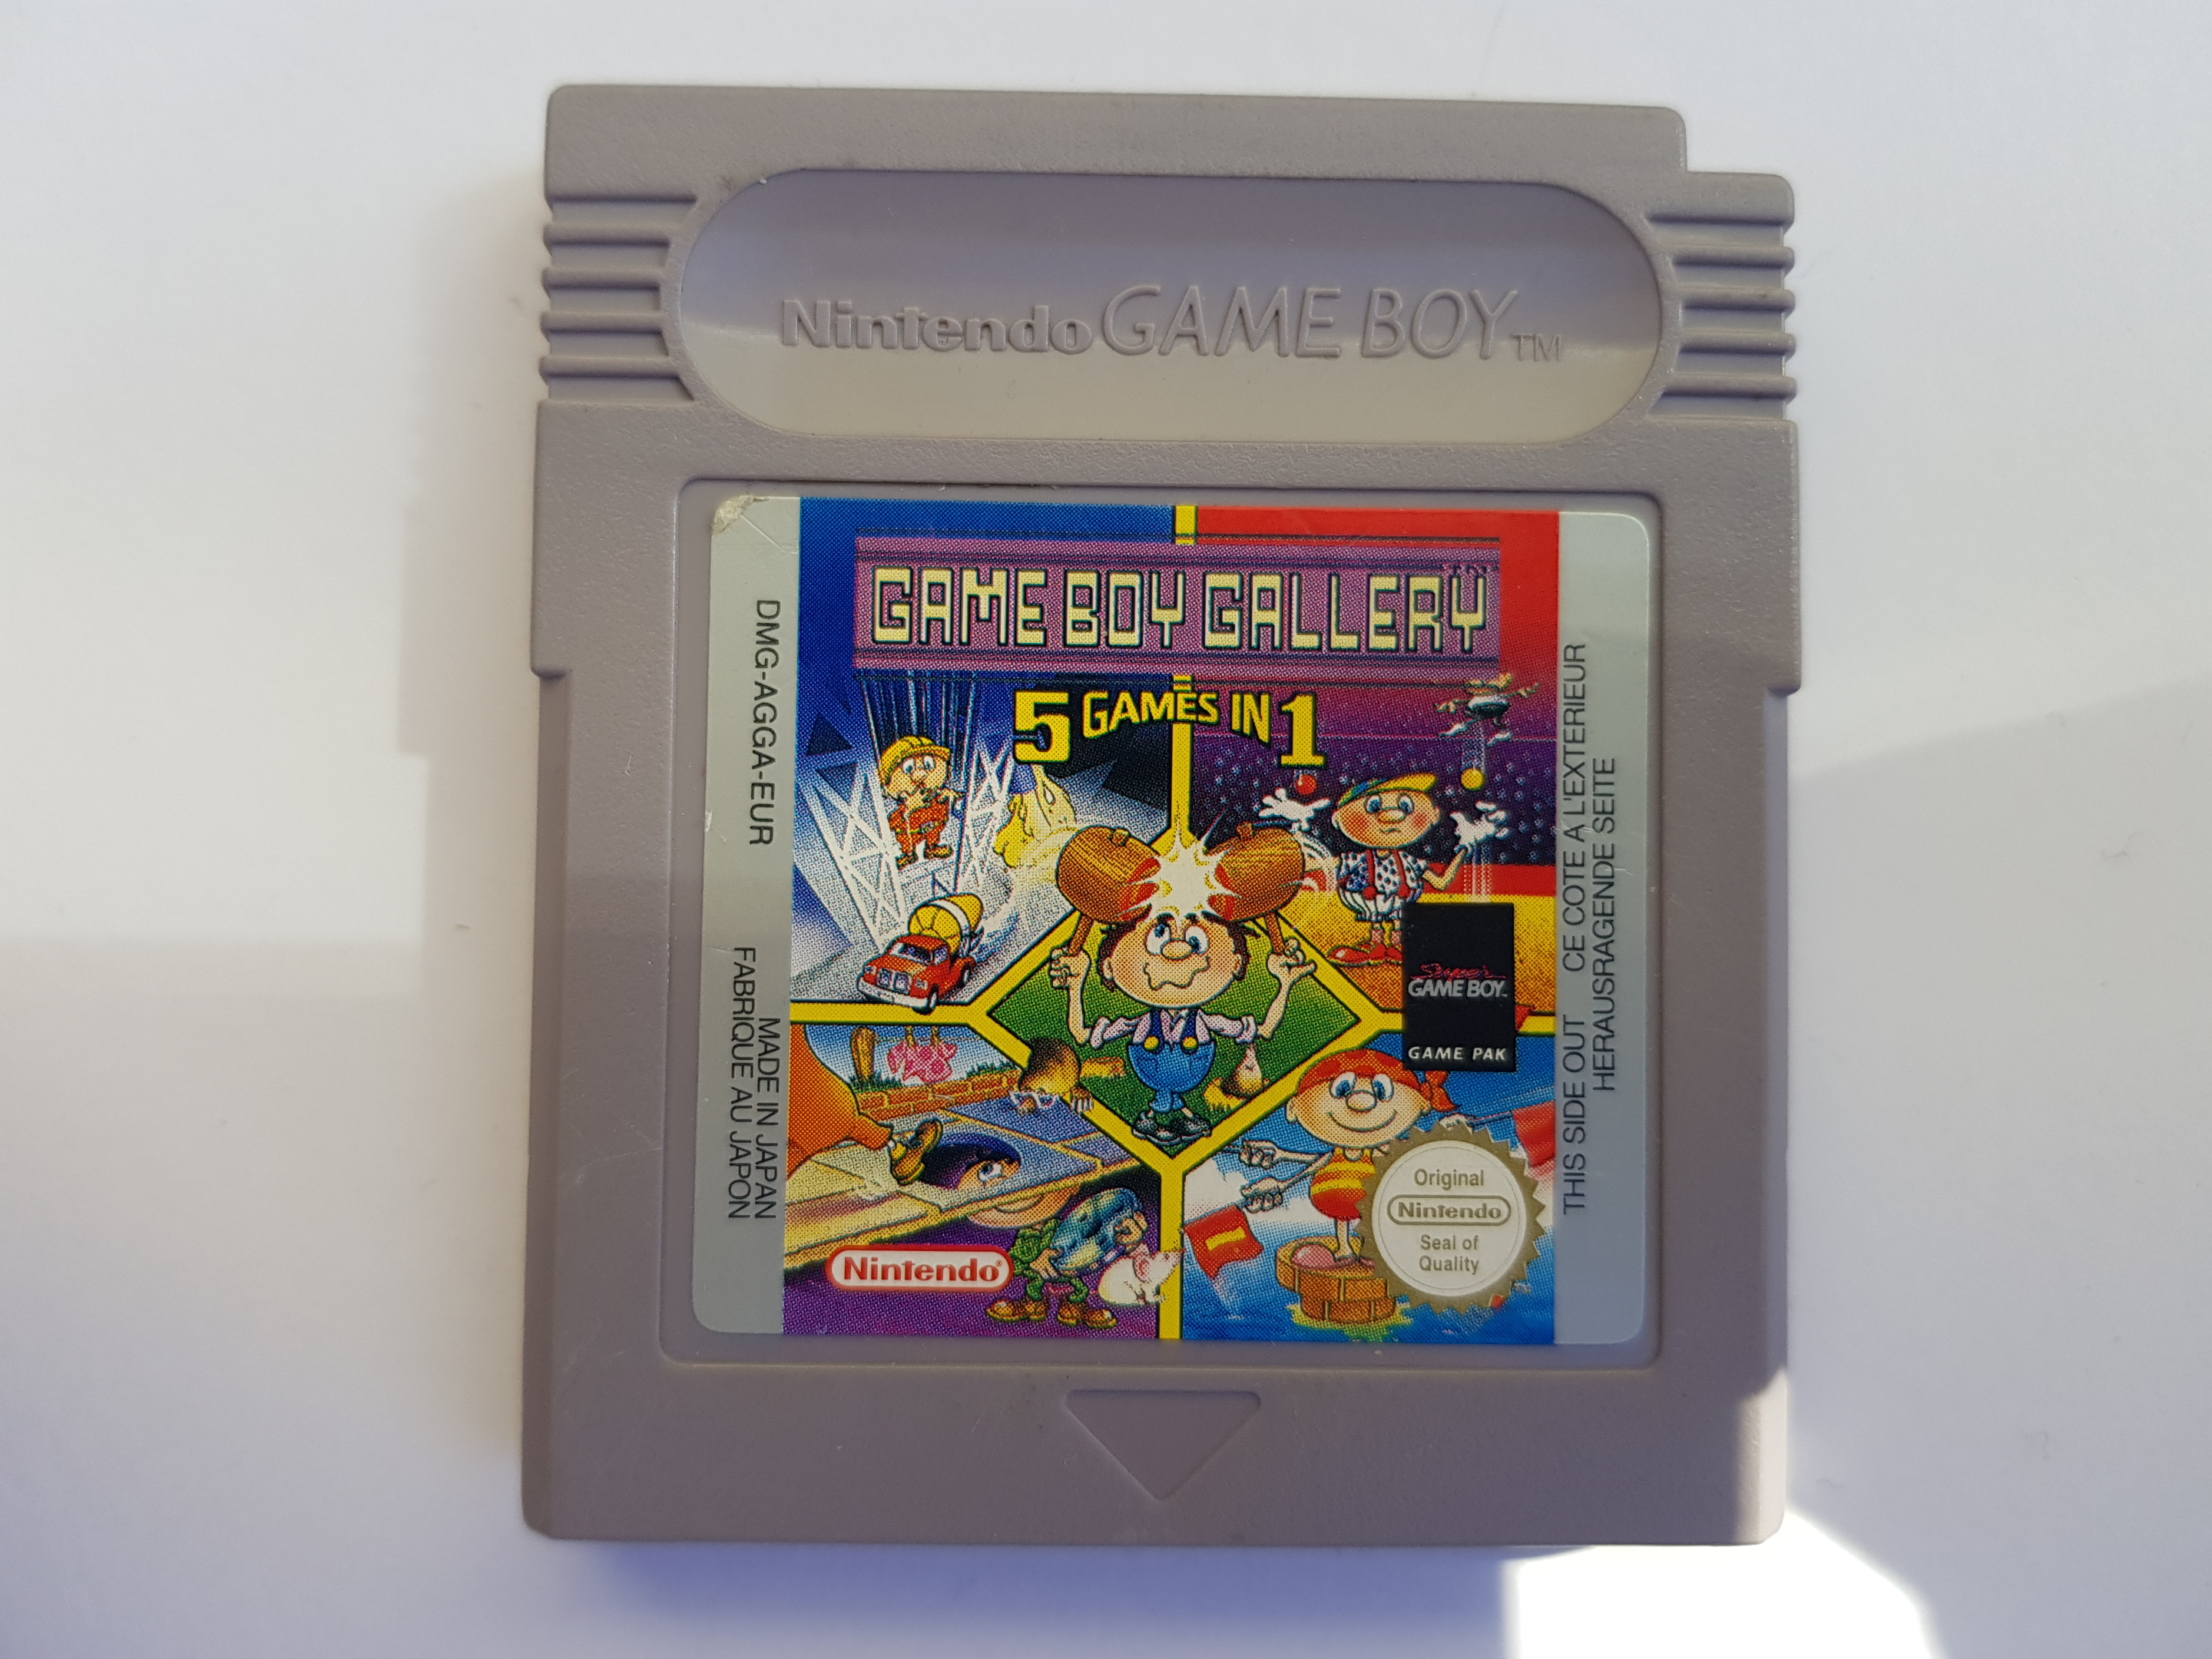 Nintendo GAME BOY TM
GAME BOY GALLERY
5 GAMES IN 1
DMG-AGGA-EUR
MADE IN JAPAN
FABRIQUE AU JAPON
Super
GAME BOY
GAME PAK
THIS SIDE OUT CE COTE A L'EXTERIEUR
HERAUSRAGENDE SEITE
Nintendo®
Original
Nintendo
Seal of
Quality